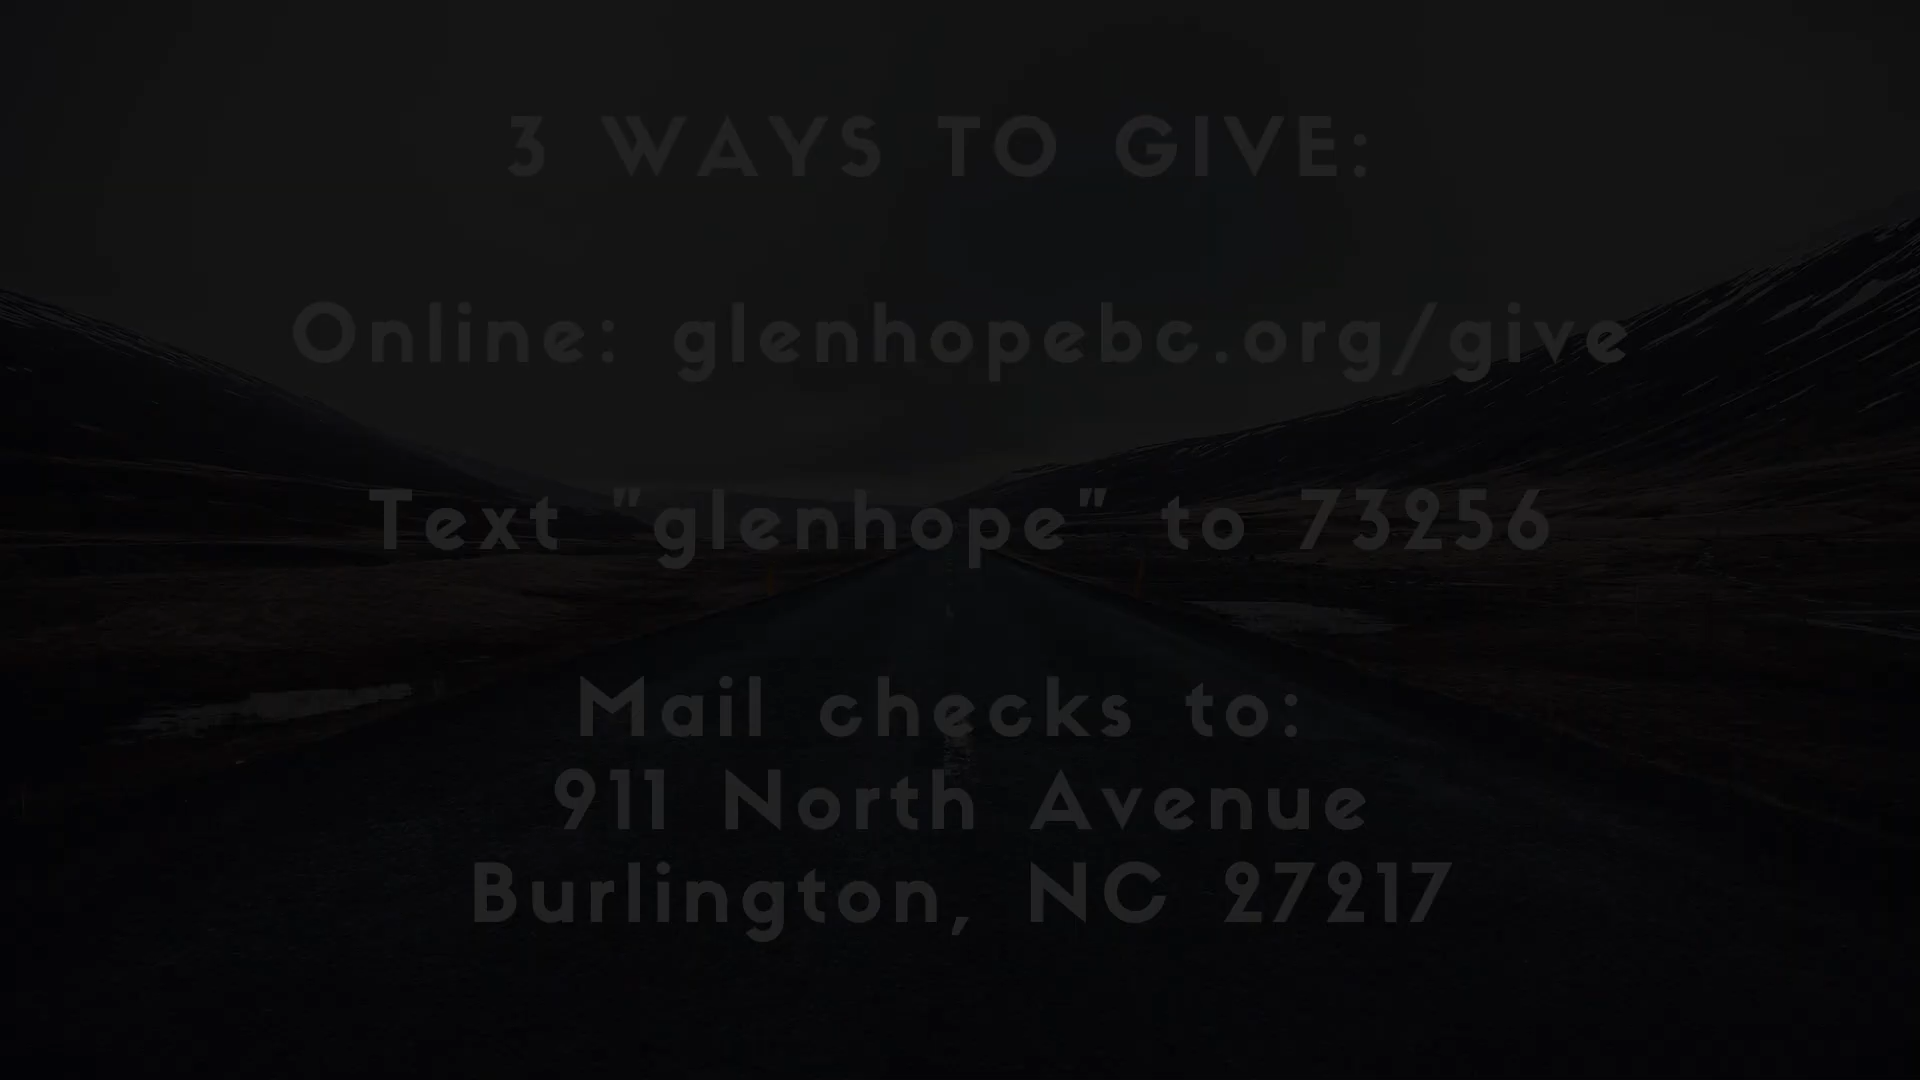 3 WAYS TO GIVE:
Online: glenhopebc.org/give
Text "glenhope" to 73256
Mail checks to:
911 North Avenue
Burlington, NC 27217